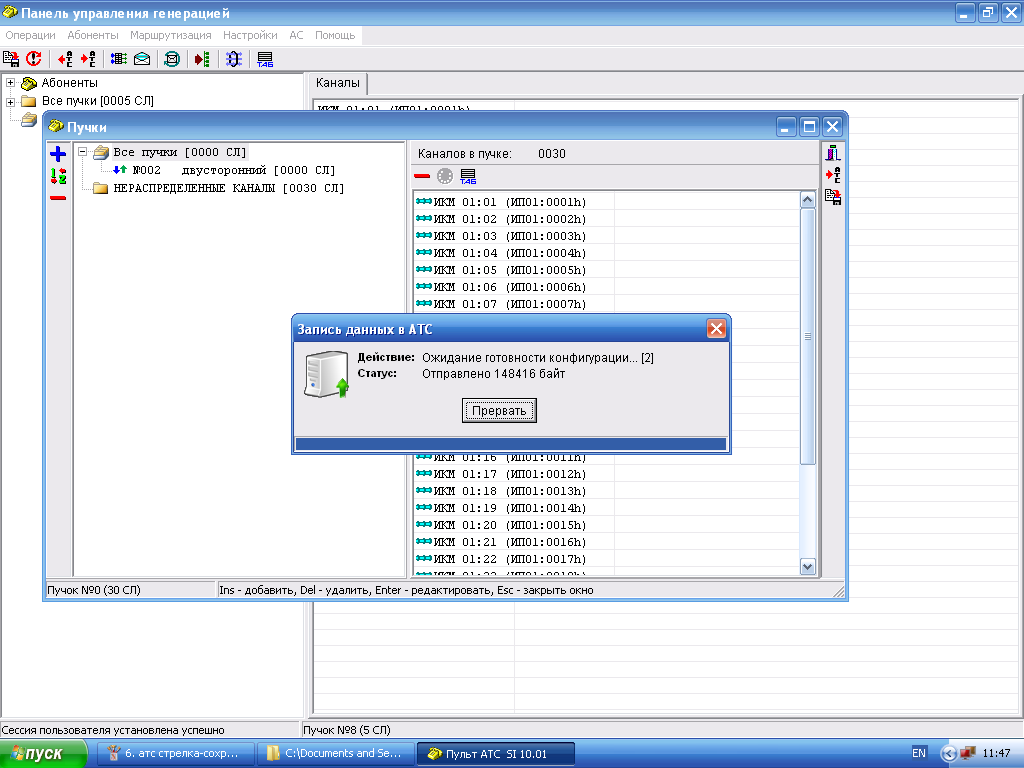 Панель управления генерацией
Операции Абоненты Маршрутизация Настройки АС Помощь
Абоненты
Все пучки [0005 СЛ]
Каналы
ИКМ 01:01 (ИП01:0001h)
Пучки
Все пучки [0000 СЛ]
№002 двусторонний [0000 СЛ]
НЕРАСПРЕДЕЛЕННЫЕ КАНАЛЫ [0030 СЛ]
Каналов в пучке: 0030
ИКМ 01:01 (ИП01:0001h)
ИКМ 01:02 (ИП01:0002h)
ИКМ 01:03 (ИП01:0003h)
ИКМ 01:04 (ИП01:0004h)
ИКМ 01:05 (ИП01:0005h)
ИКМ 01:06 (ИП01:0006h)
ИКМ 01:07 (ИП01:0007h)
Запись данных в АТС
Действие: Ожидание готовности конфигурации... [2]
Статус: Отправлено 148416 байт
Прервать
ИКМ 01:16 (ИП01:0011h)
ИКМ 01:17 (ИП01:0012h)
ИКМ 01:18 (ИП01:0013h)
ИКМ 01:19 (ИП01:0014h)
ИКМ 01:20 (ИП01:0015h)
ИКМ 01:21 (ИП01:0016h)
ИКМ 01:22 (ИП01:0017h)
Пучок №0 (30 СЛ)
Ins - добавить, Del - удалить, Enter - редактировать, Esc - закрыть окно
Сессия пользователя установлена успешно
Пучок №8 (5 СЛ)
пуск
6. атс стрелка-сохр...
C:\Documents and Se...
Пульт АТС SI 10.01
EN
11:47